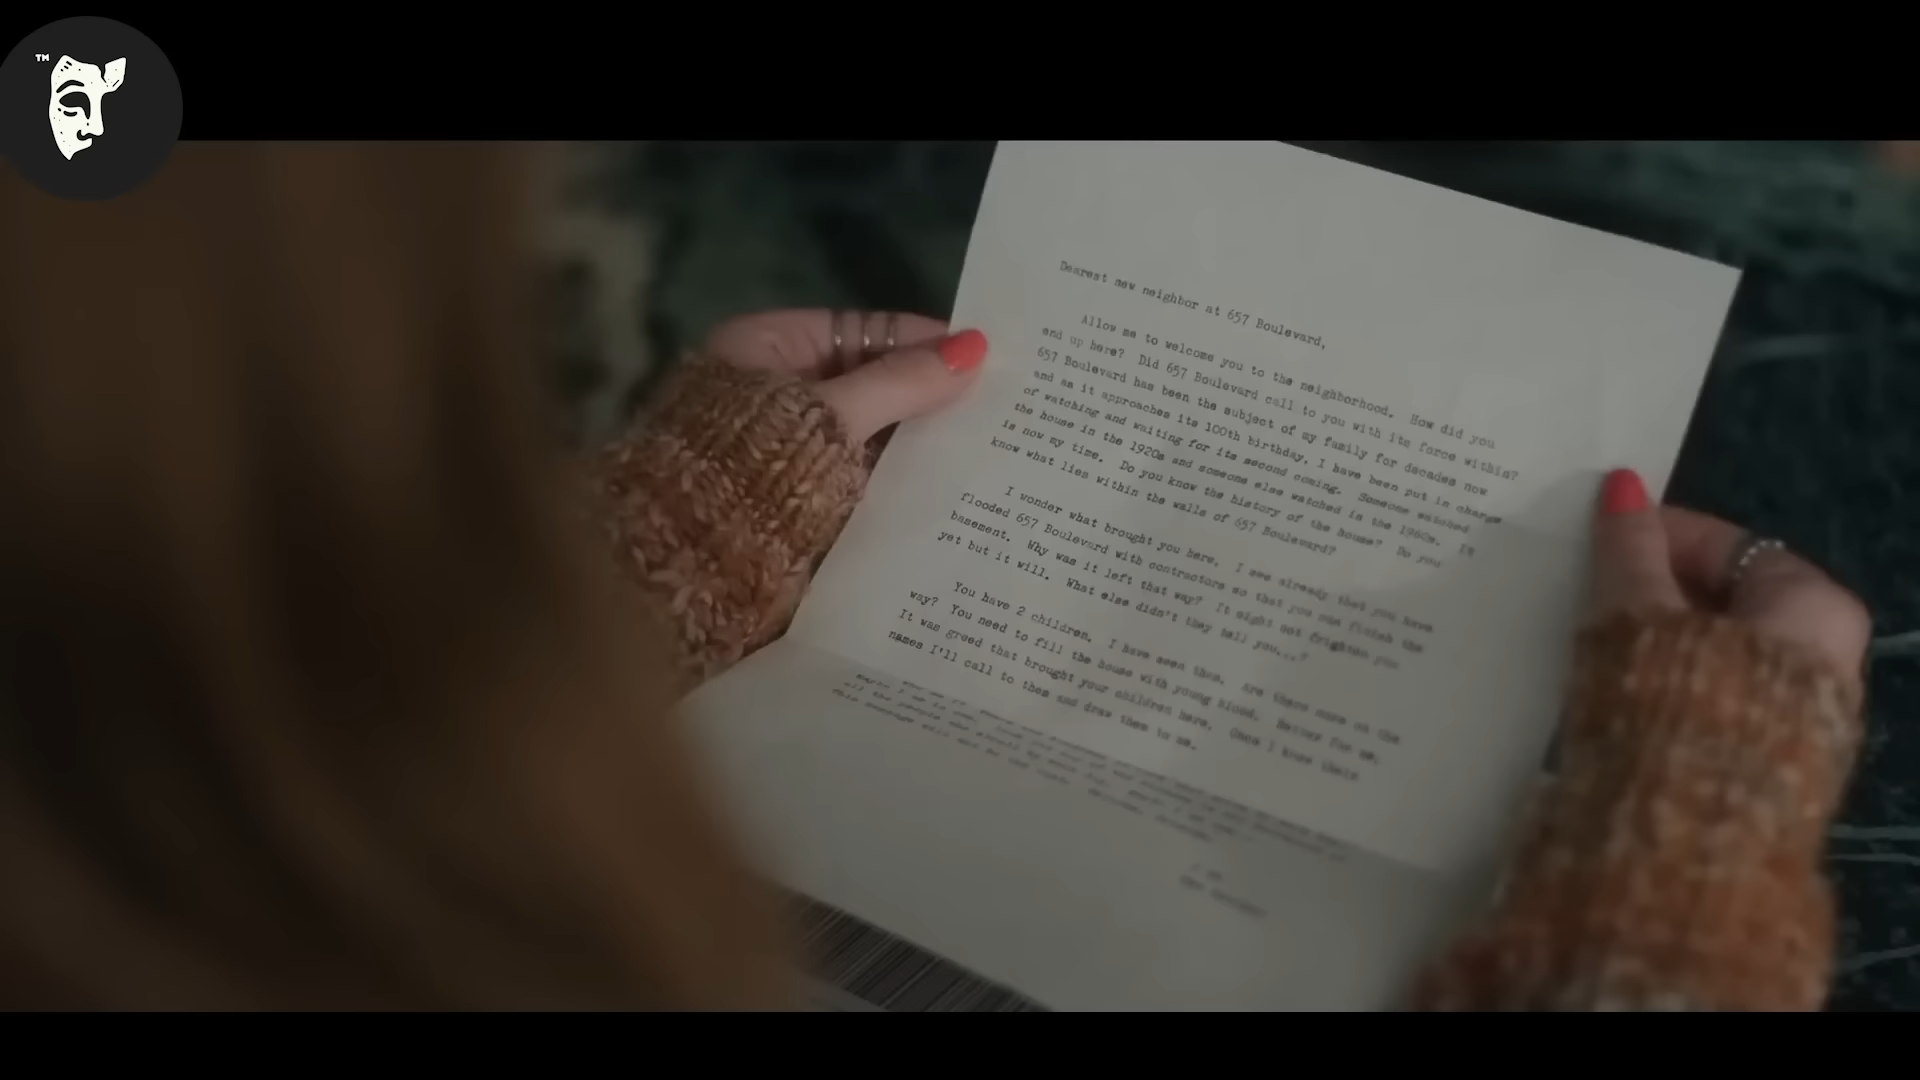 TM
Dearest new neighbor at 657 Boulevard,
Allow me to welcome you to the neighborhood. How did you
end up here? Did 657 Boulevard call to you with its force within?
657 Boulevard has been the subject of my family for decades now
and as it approaches its 100th birthday, I have been put in charge
of watching and waiting for its second coming. Someone watched
the house in the 1920s and someone else watched in the 1960s. It
is now my time. Do you know the history of the house? Do you
know what lies within the walls of 657 Boulevard?
I wonder what brought you here. I see already that you have
flooded 657 Boulevard with contractors so that you can finish the
basement. Why was it left that way? It might not frighten you
yet but it will. What else didn't they tell you...?
You have 2 children. I have seen them. Are there more on the
way? You need to fill the house with young blood. Better for me.
It was greed that brought your children here. Once I know their
names I'll call to them and draw them to me.
all the people